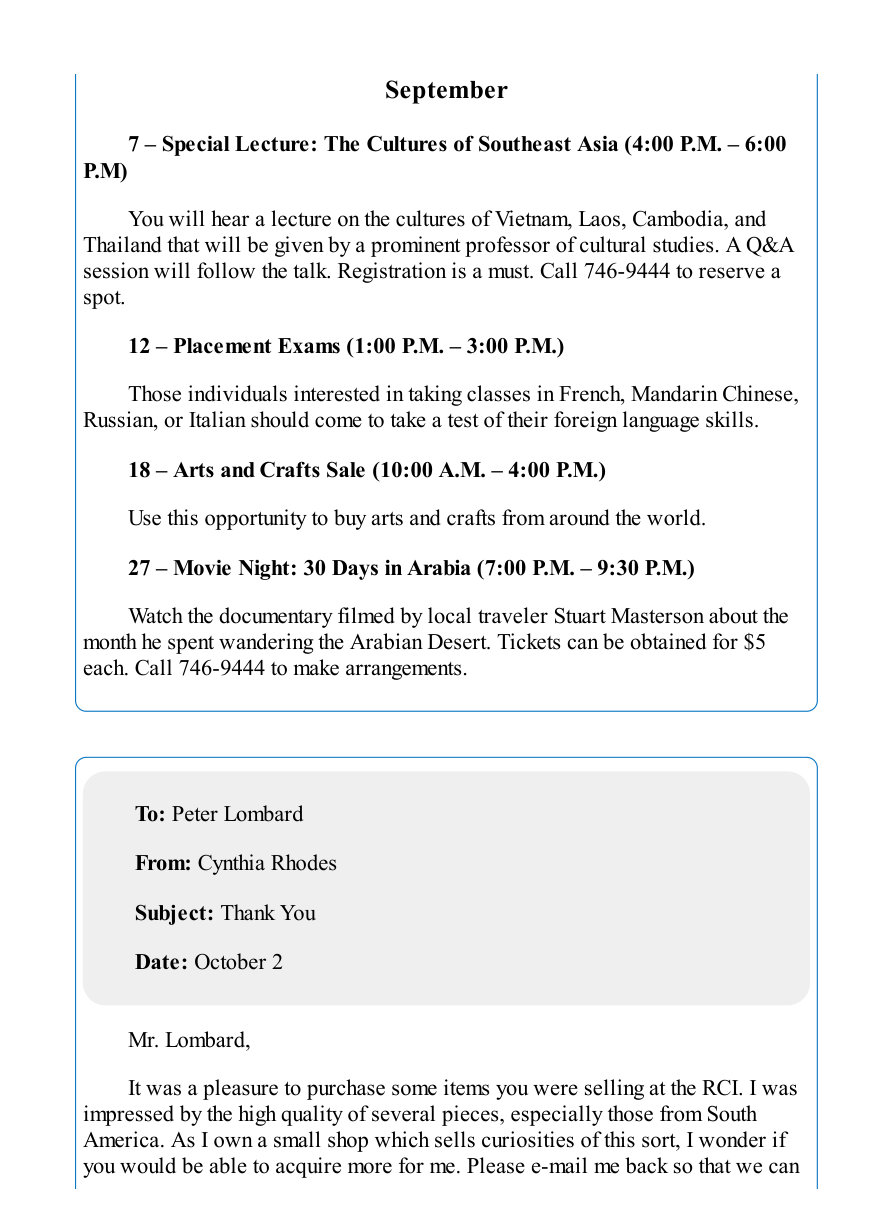 September
7 – Special Lecture: The Cultures of Southeast Asia (4:00 P.M. – 6:00
P.M)
You will hear a lecture on the cultures of Vietnam, Laos, Cambodia, and
Thailand that will be given by a prominent professor of cultural studies. A Q&A
session will follow the talk. Registration is a must. Call 746-9444 to reserve a
spot.
12 – Placement Exams (1:00 P.M. – 3:00 P.M.)
Those individuals interested in taking classes in French, Mandarin Chinese,
Russian, or Italian should come to take a test of their foreign language skills.
18 – Arts and Crafts Sale (10:00 A.M. – 4:00 P.M.)
Use this opportunity to buy arts and crafts from around the world.
27 – Movie Night: 30 Days in Arabia (7:00 P.M. – 9:30 P.M.)
Watch the documentary filmed by local traveler Stuart Masterson about the
month he spent wandering the Arabian Desert. Tickets can be obtained for $5
each. Call 746-9444 to make arrangements.
To: Peter Lombard
From: Cynthia Rhodes
Subject: Thank You
Date: October 2
Mr. Lombard,
It was a pleasure to purchase some items you were selling at the RCI. I was
impressed by the high quality of several pieces, especially those from South
America. As I own a small shop which sells curiosities of this sort, I wonder if
you would be able to acquire more for me. Please e-mail me back so that we can